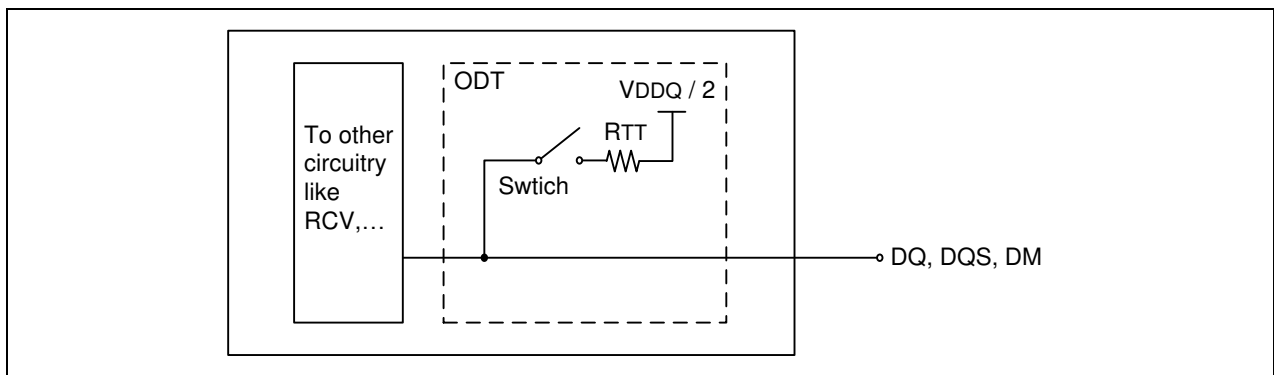 ODT
VDDQ / 2
RTT
Swtich
To other
circuitry
like
RCV,…
DQ, DQS, DM